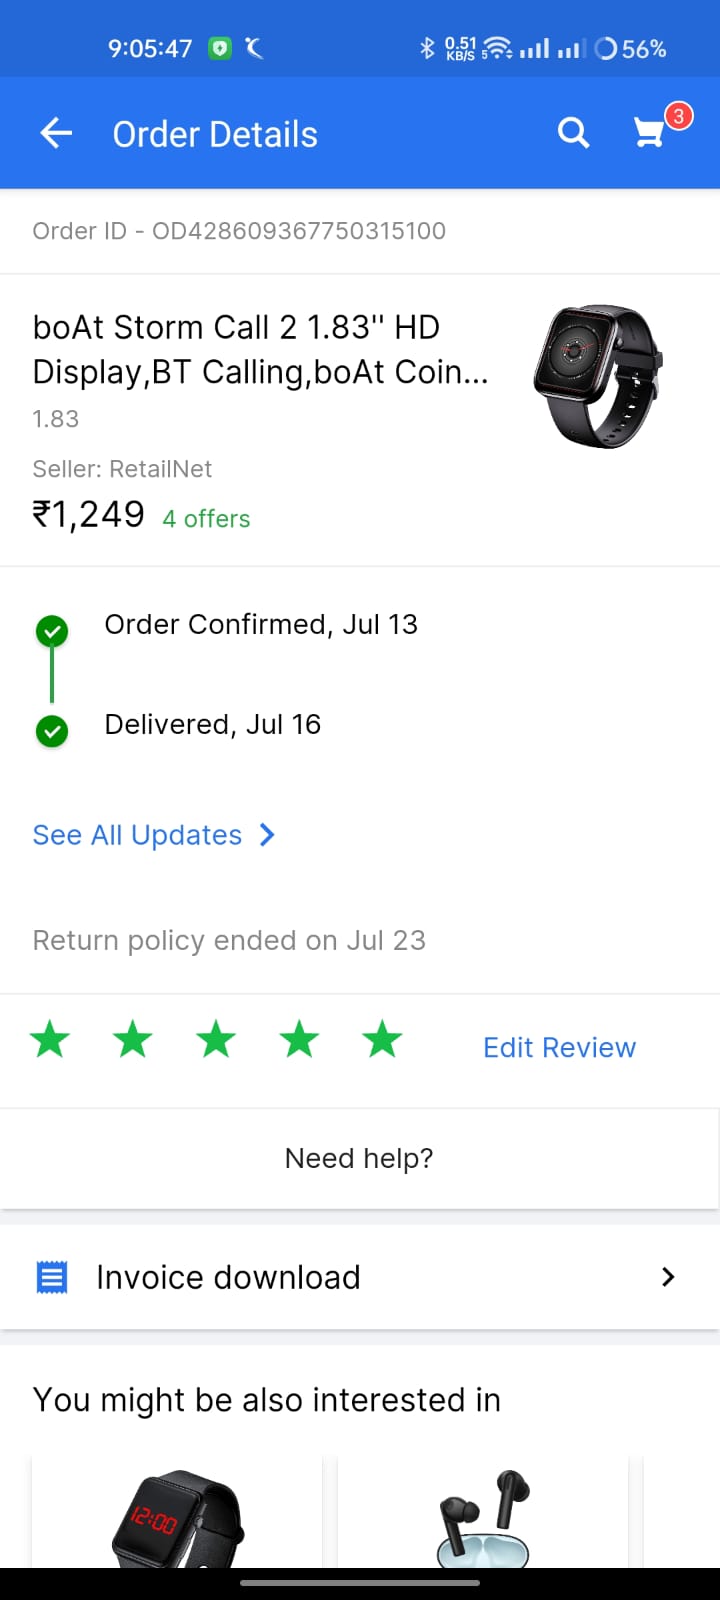 9:05:47
0.51 KB/S
5
56%
Order Details
3
Order ID - OD428609367750315100
boAt Storm Call 2 1.83'' HD
Display,BT Calling,boAt Coin...
1.83
Seller: RetailNet
₹1,249 4 offers
Order Confirmed, Jul 13
Delivered, Jul 16
See All Updates
Return policy ended on Jul 23
Edit Review
Need help?
Invoice download
You might be also interested in
12:00